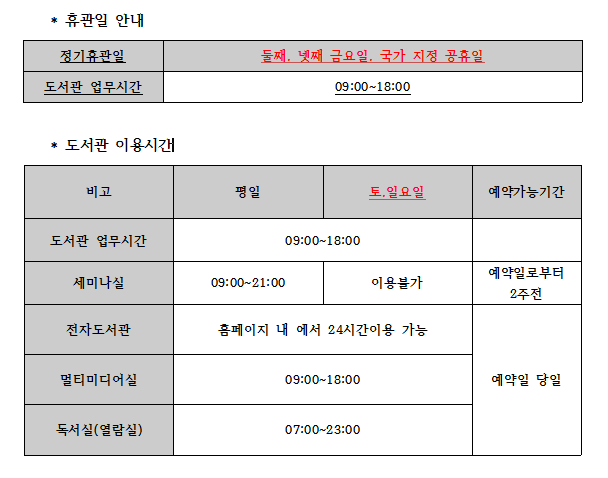 * 휴관일 안내
정기휴관일 둘째. 넷째 금요일. 국가 지정 공휴일
도서관 업무시간 09:00~18:00
* 도서관 이용시간
비고 평일 토.일요일 예약가능기간
도서관 업무시간 09:00~18:00
세미나실 09:00~21:00 이용불가 예약일로부터
2주전
전자도서관 홈페이지 내 에서 24시간이용 가능
멀티미디어실 09:00~18:00 예약일 당일
독서실(열람실) 07:00~23:00